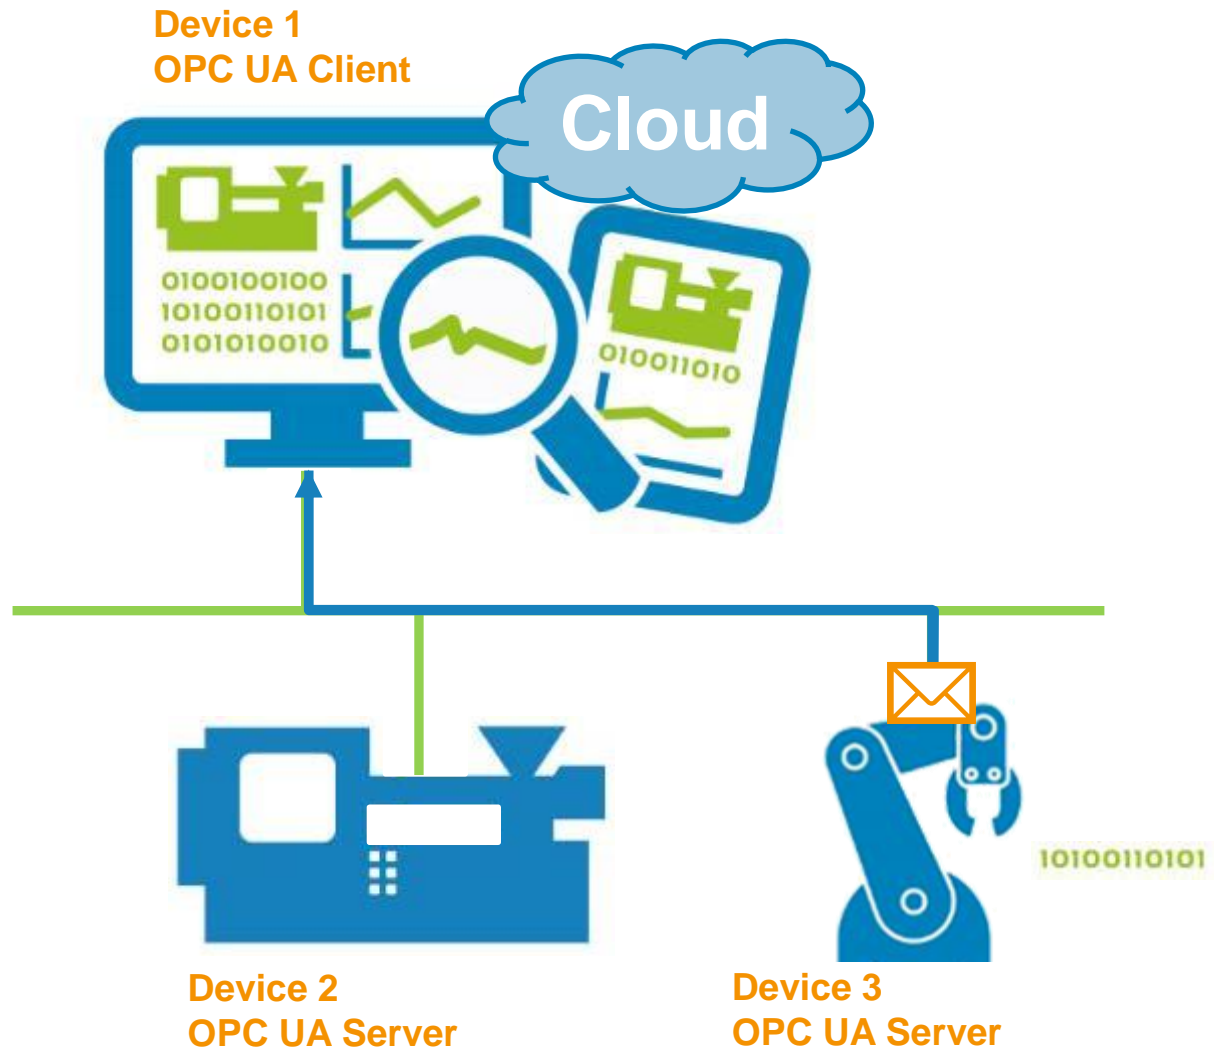 Device 1
OPC UA Client
Cloud
0100100100
10100110101
0101010010
010011010
10100110101
Device 2
OPC UA Server
Device 3
OPC UA Server